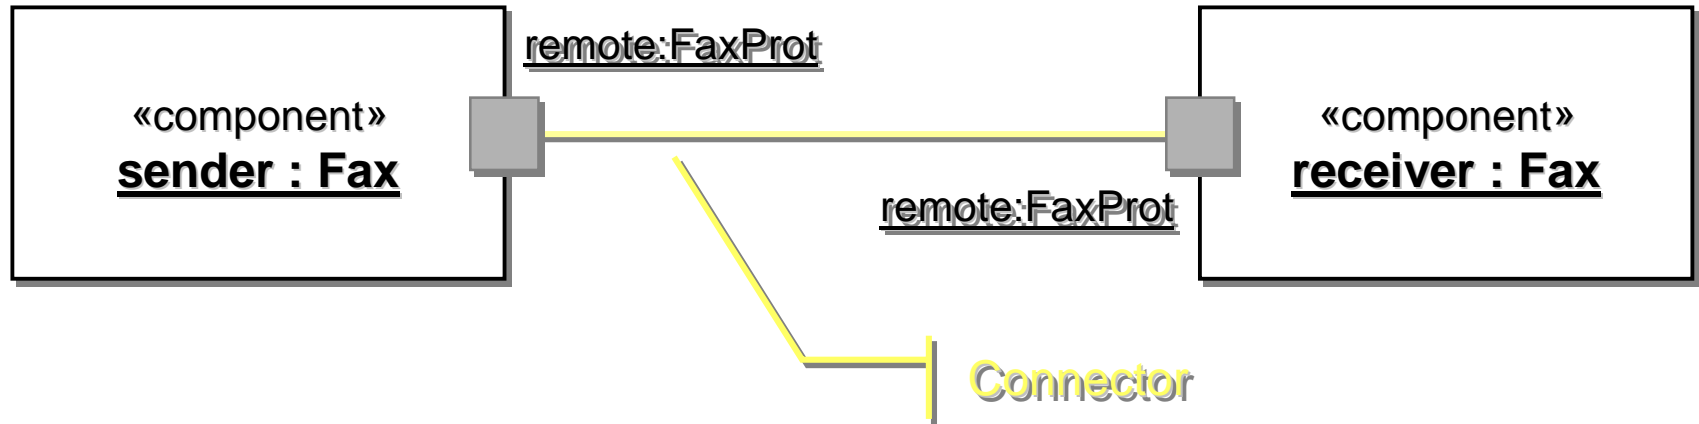 remote:FaxProt
«component»
sender : Fax
«component»
receiver : Fax
remote:FaxProt
Connector